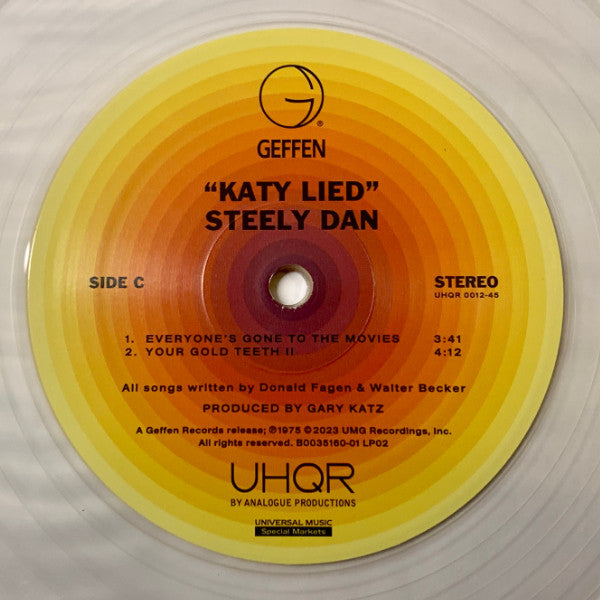 G®
GEFFEN
“KATY LIED”
STEELY DAN
SIDE C
STEREO
UHQR 0012-45
1. EVERYONE'S GONE TO THE MOVIES 3:41
2. YOUR GOLD TEETH II 4:12
All songs written by Donald Fagen & Walter Becker
PRODUCED BY GARY KATZ
A Geffen Records release; ℗1975 ©2023 UMG Recordings, Inc.
All rights reserved. B0035160-01 LP02
UHQR
BY ANALOGUE PRODUCTIONS
UNIVERSAL MUSIC
Special Markets